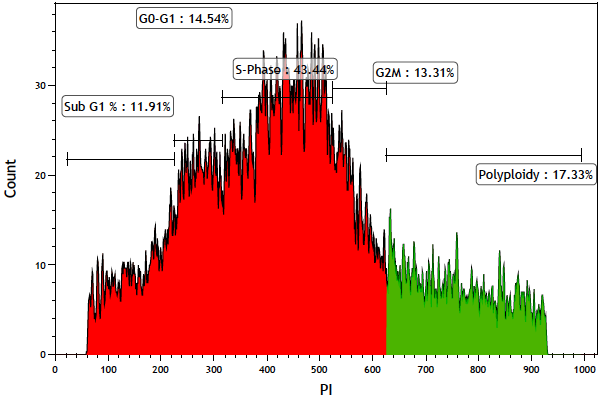 G0-G1 : 14.54%
S-Phase : 43.44%
G2M : 13.31%
Sub G1 % : 11.91%
Polyploidy : 17.33%
Count
30
20
10
0
0 100 200 300 400 500 600 700 800 900 1000
PI